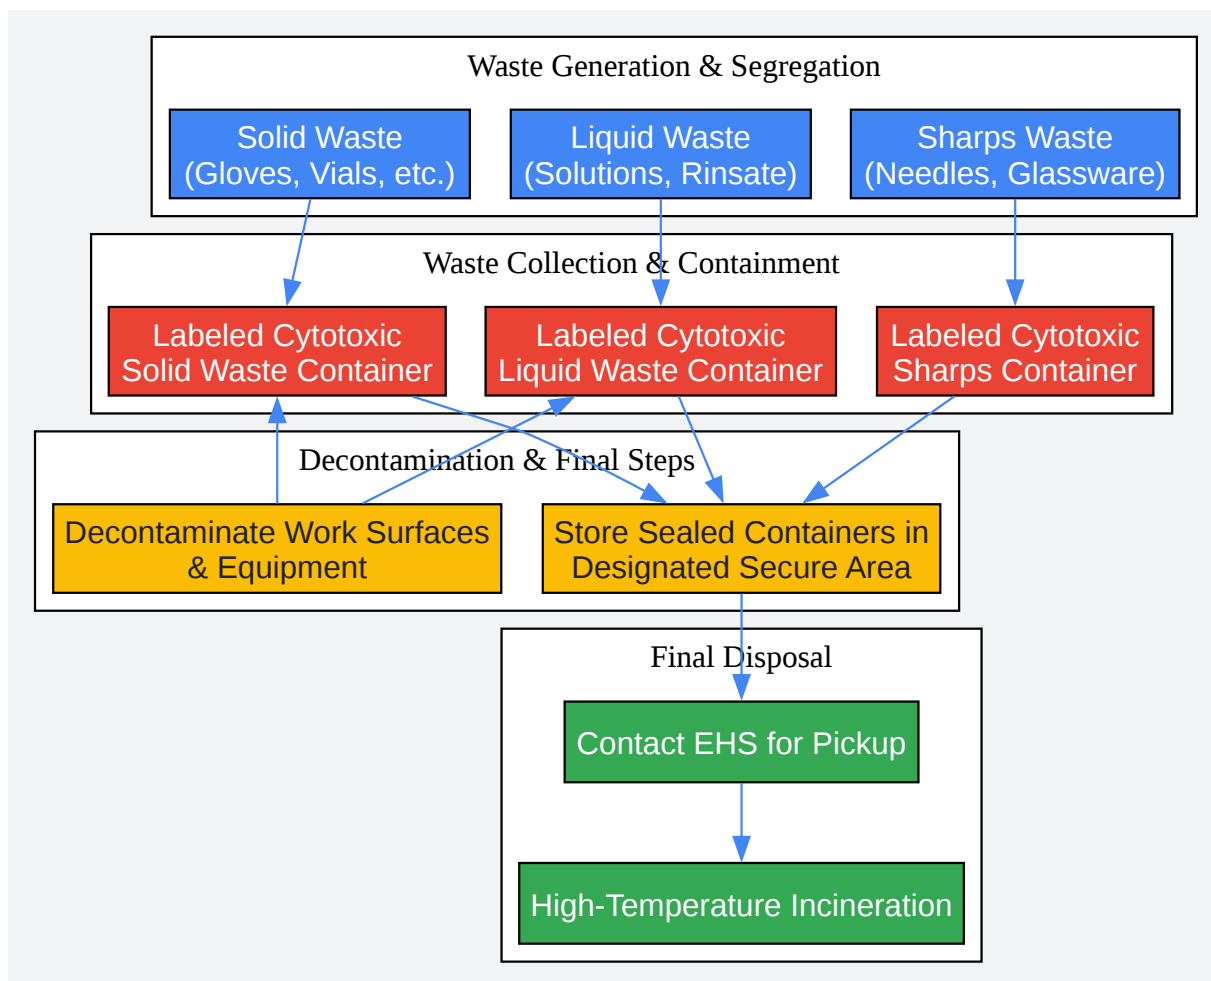 Waste Generation & Segregation
Solid Waste
(Gloves, Vials, etc.)
Liquid Waste
(Solutions, Rinsate)
Sharps Waste
(Needles, Glassware)
Waste Collection & Containment
Labeled Cytotoxic
Solid Waste Container
Labeled Cytotoxic
Liquid Waste Container
Labeled Cytotoxic
Sharps Container
Decontamination & Final Steps
Decontaminate Work Surfaces
& Equipment
Store Sealed Containers in
Designated Secure Area
Final Disposal
Contact EHS for Pickup
High-Temperature Incineration